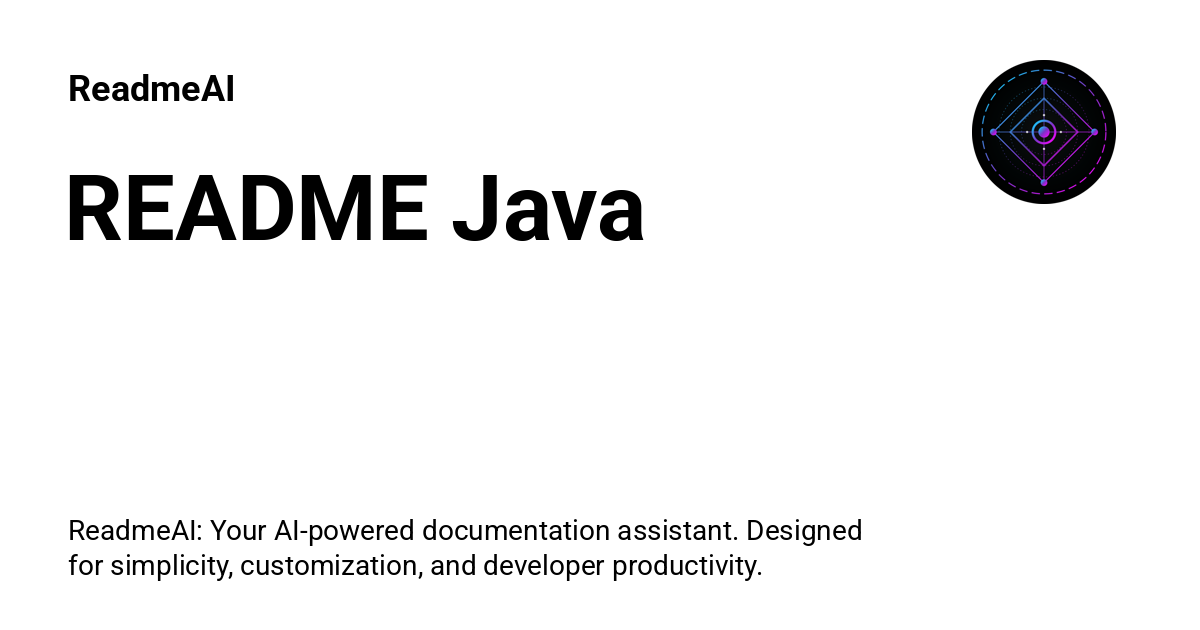 ReadmeAI
README Java
ReadmeAI: Your AI-powered documentation assistant. Designed
for simplicity, customization, and developer productivity.